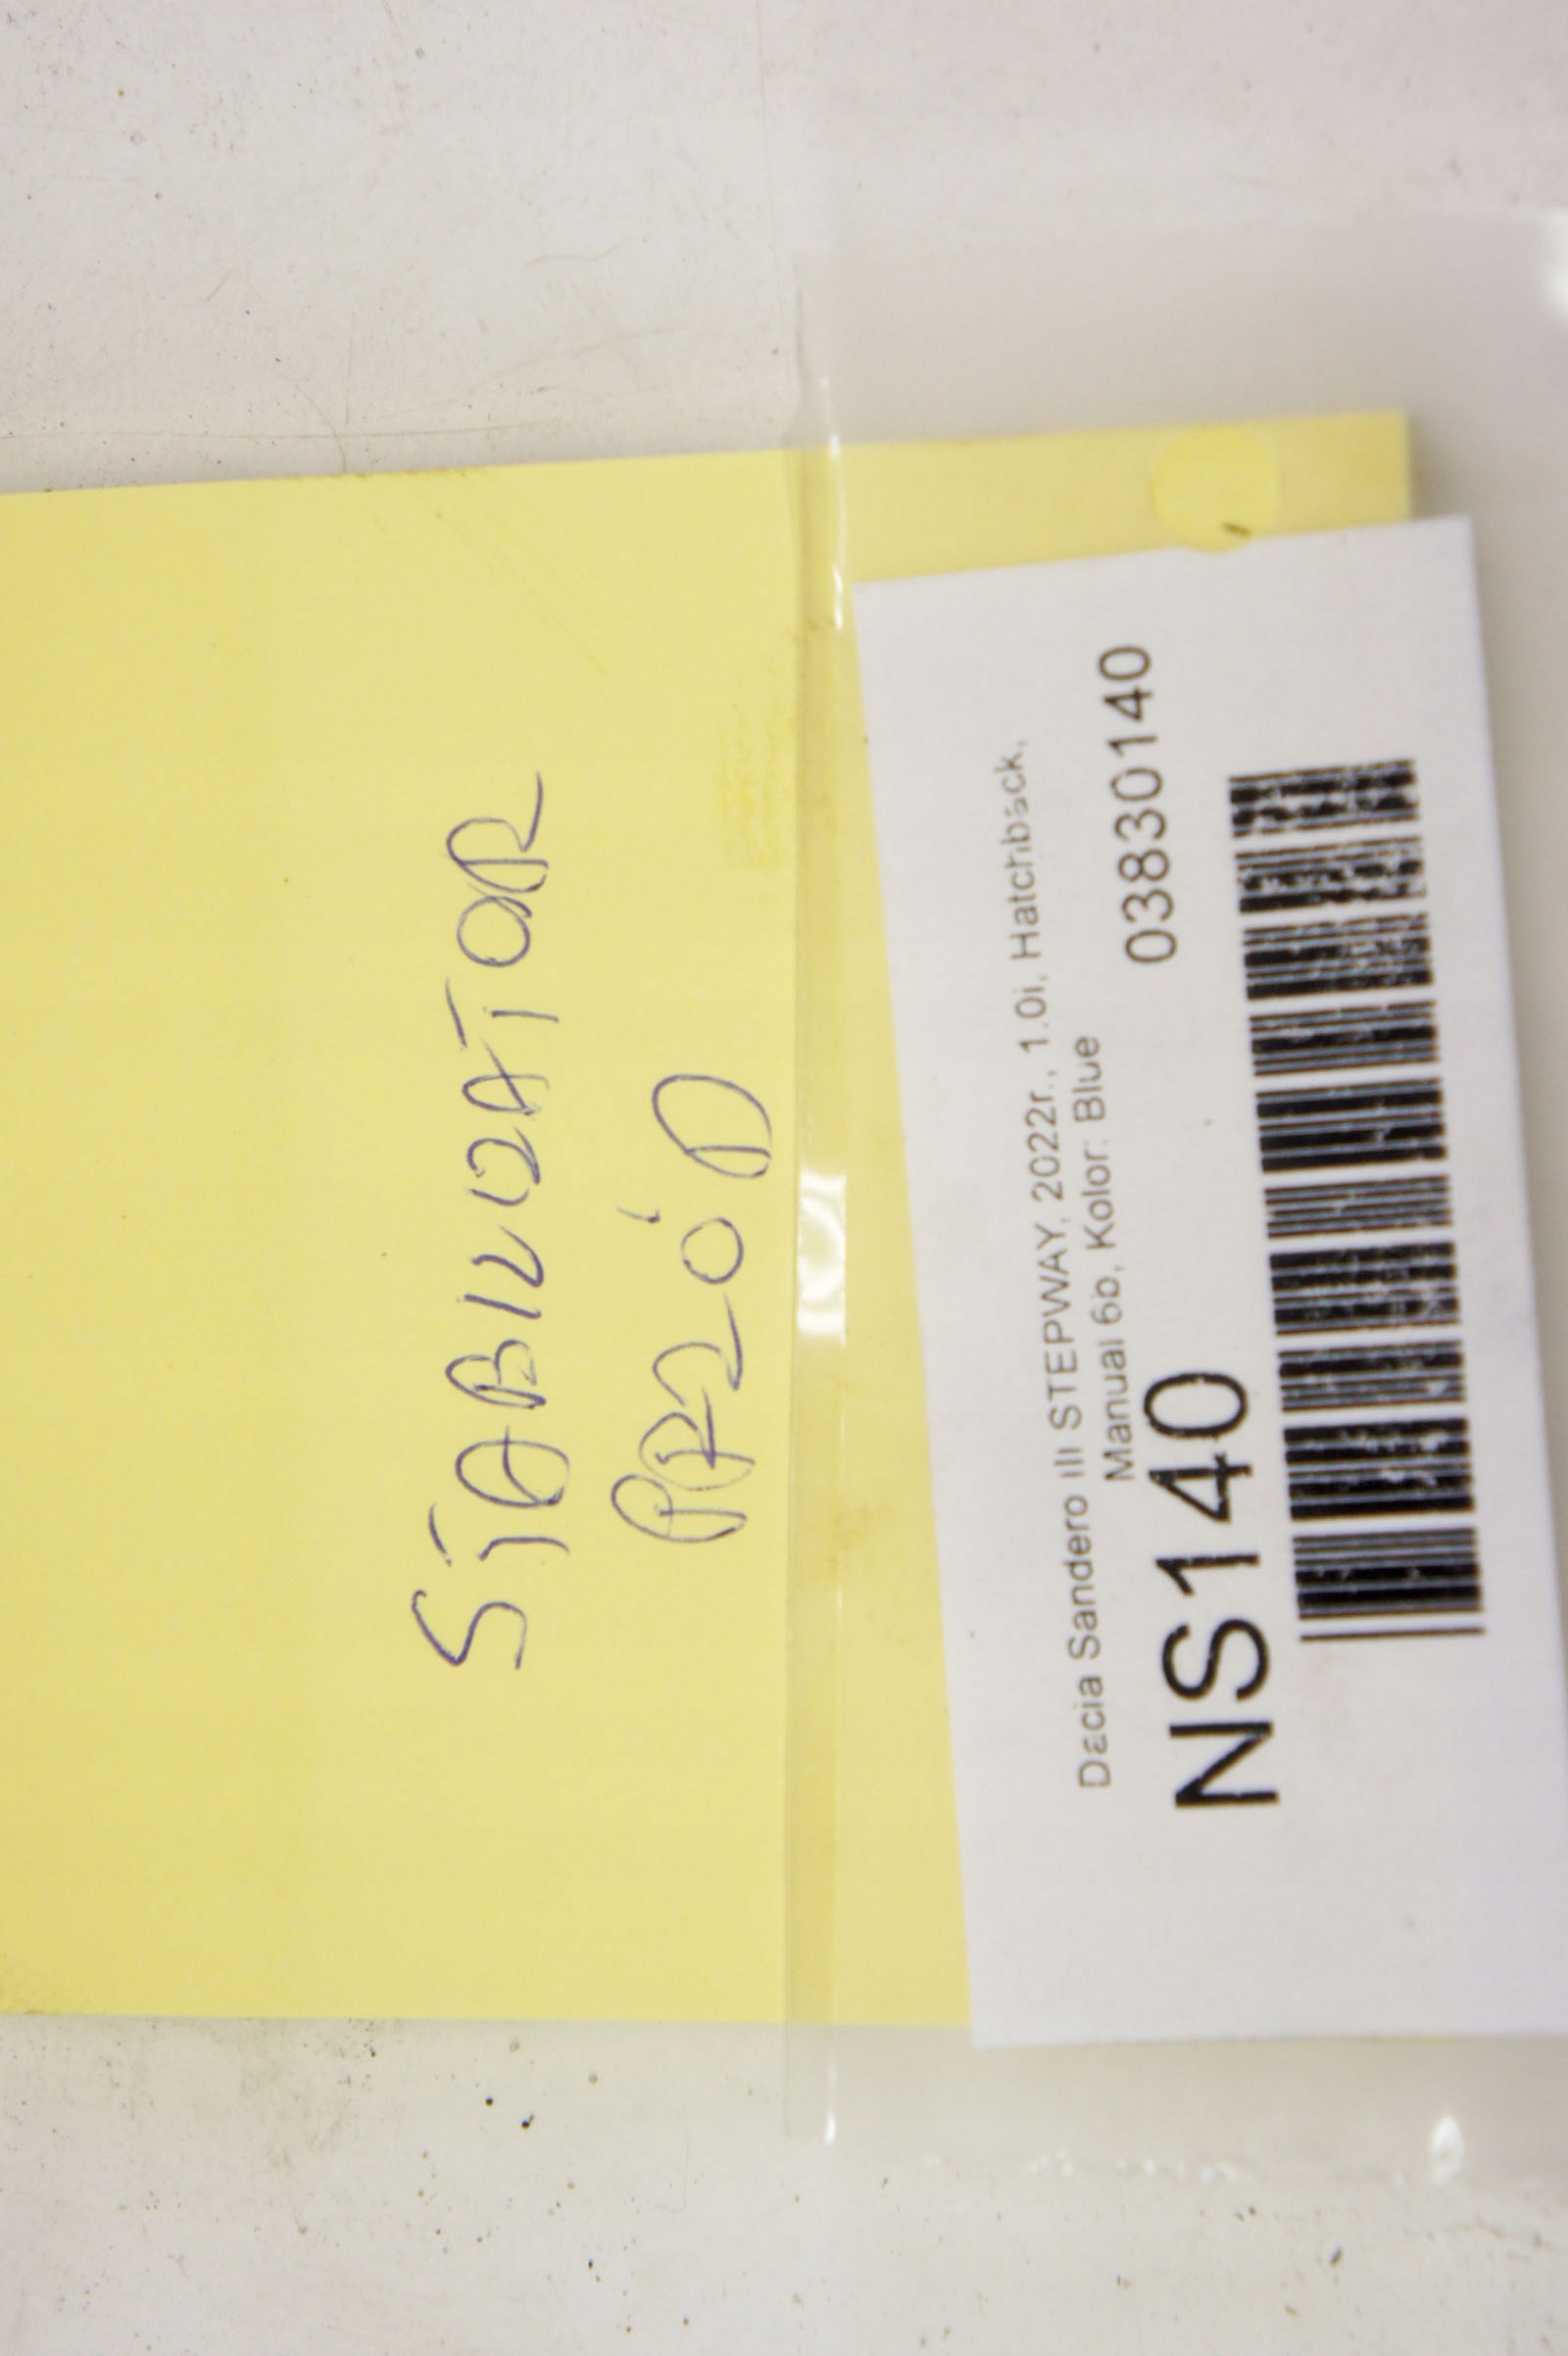 STABILIZATOR
PRZÓD
Dacia Sandero III STEPWAY, 2022r., 1.0i, Hatchback,
Manual 6b, Kolor: Blue
NS140 03830140